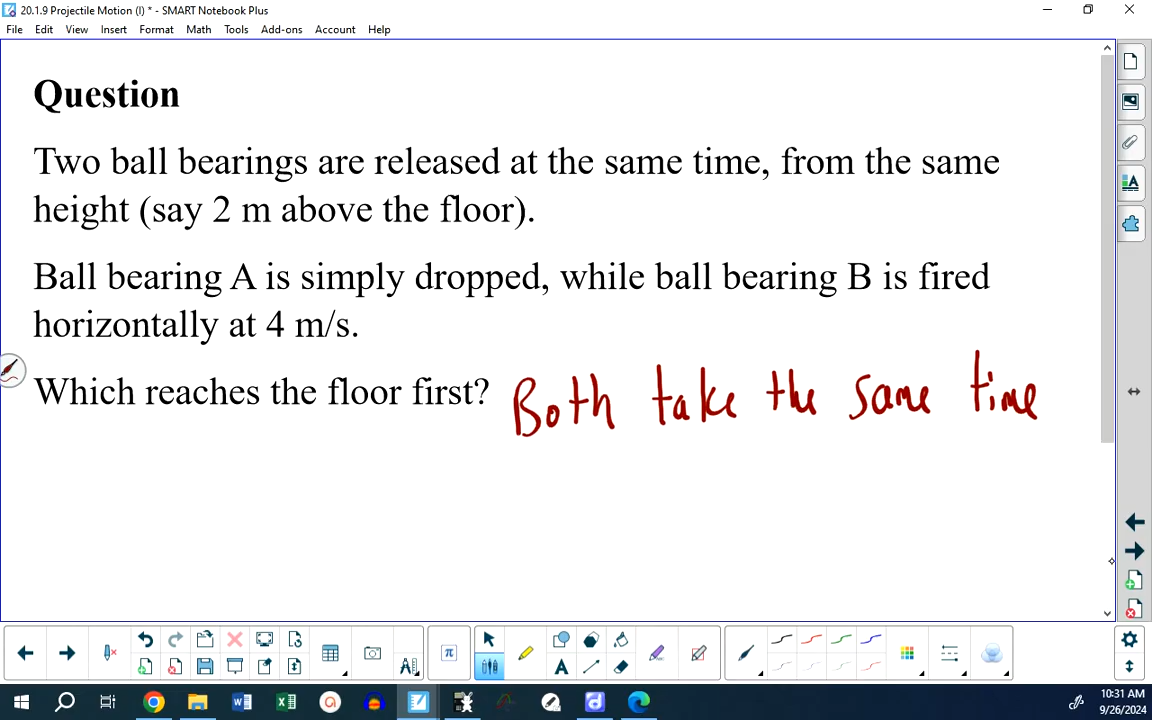 20.1.9 Projectile Motion (I) * - SMART Notebook Plus
File Edit View Insert Format Math Tools Add-ons Account Help
Question
Two ball bearings are released at the same time, from the same
height (say 2 m above the floor).
Ball bearing A is simply dropped, while ball bearing B is fired
horizontally at 4 m/s.
Which reaches the floor first? Both take the same time
10:31 AM
9/26/2024